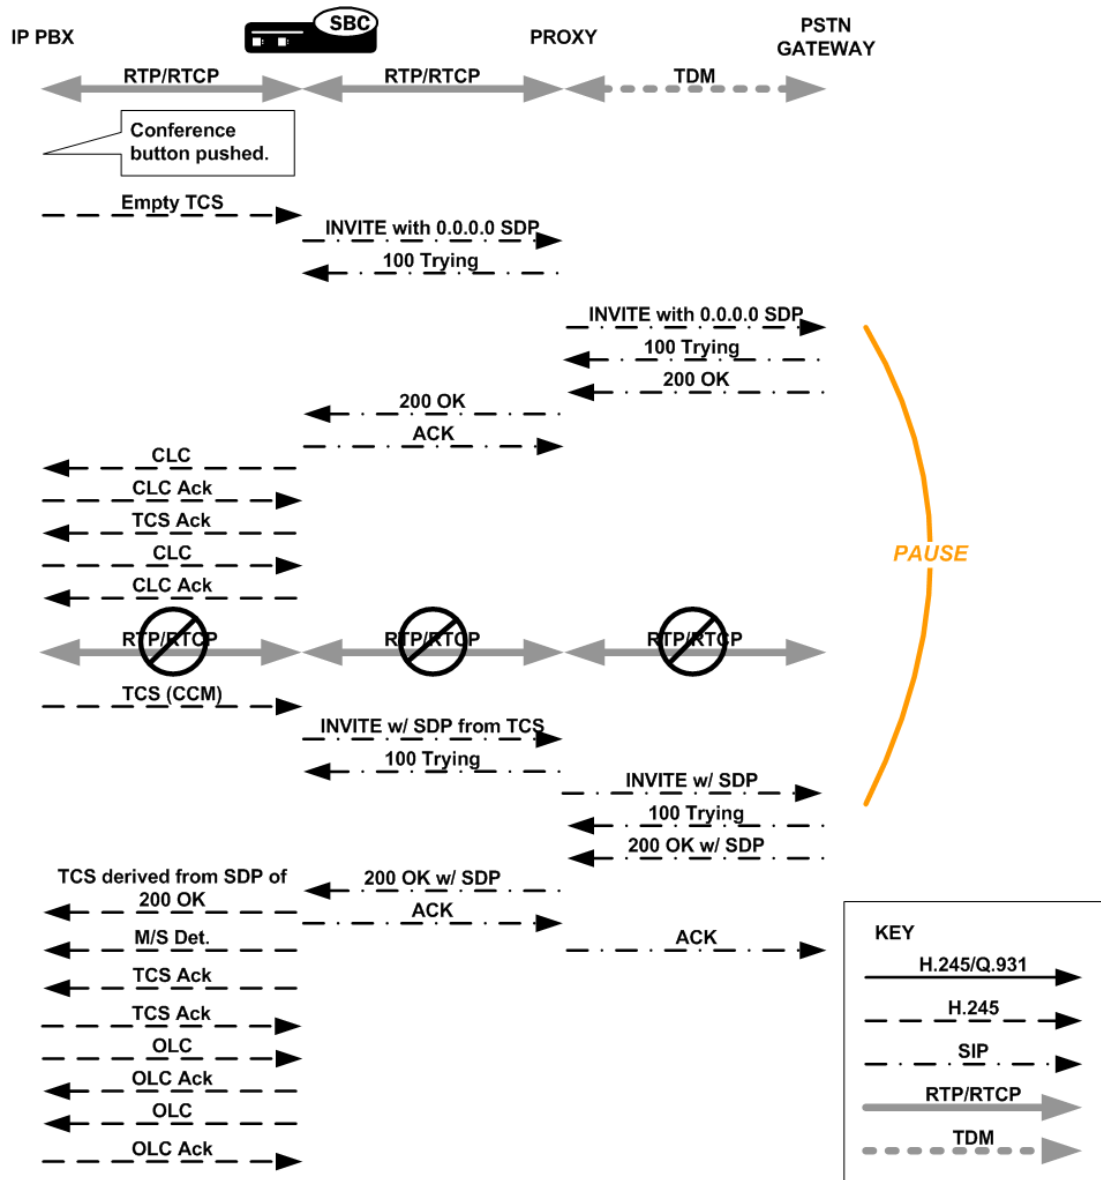 IP PBX
SBC
PROXY
PSTN
GATEWAY
RTP/RTCP
RTP/RTCP
TDM
Conference
button pushed.
Empty TCS
INVITE with 0.0.0.0 SDP
100 Trying
INVITE with 0.0.0.0 SDP
100 Trying
200 OK
200 OK
ACK
CLC
CLC Ack
TCS Ack
CLC
CLC Ack
PAUSE
RTP/RTCP
RTP/RTCP
RTP/RTCP
TCS (CCM)
INVITE w/ SDP from TCS
100 Trying
INVITE w/ SDP
100 Trying
200 OK w/ SDP
200 OK w/ SDP
TCS derived from SDP of
200 OK
ACK
M/S Det.
ACK
TCS Ack
TCS Ack
OLC
OLC Ack
OLC
OLC Ack
KEY
H.245/Q.931
H.245
SIP
RTP/RTCP
TDM